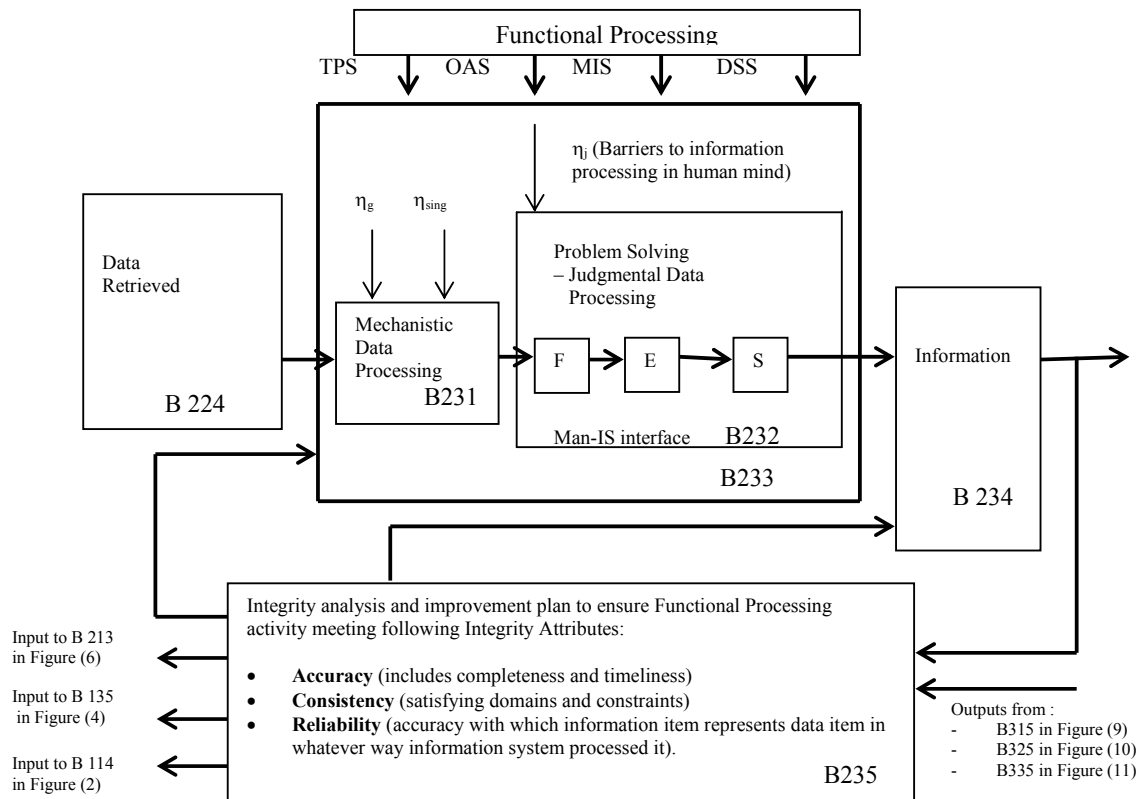 Functional Processing
TPS OAS MIS DSS
ηj (Barriers to information
processing in human mind)
ηg ηsing
Data
Retrieved
B 224
Problem Solving
– Judgmental Data
Processing
Mechanistic
Data
Processing
B231
F E S
Man-IS interface B232
B233
Information
B 234
Integrity analysis and improvement plan to ensure Functional Processing
activity meeting following Integrity Attributes:
• Accuracy (includes completeness and timeliness)
• Consistency (satisfying domains and constraints)
• Reliability (accuracy with which information item represents data item in
whatever way information system processed it).
B235
Input to B 213
in Figure (6)
Input to B 135
in Figure (4)
Input to B 114
in Figure (2)
Outputs from :
- B315 in Figure (9)
- B325 in Figure (10)
- B335 in Figure (11)